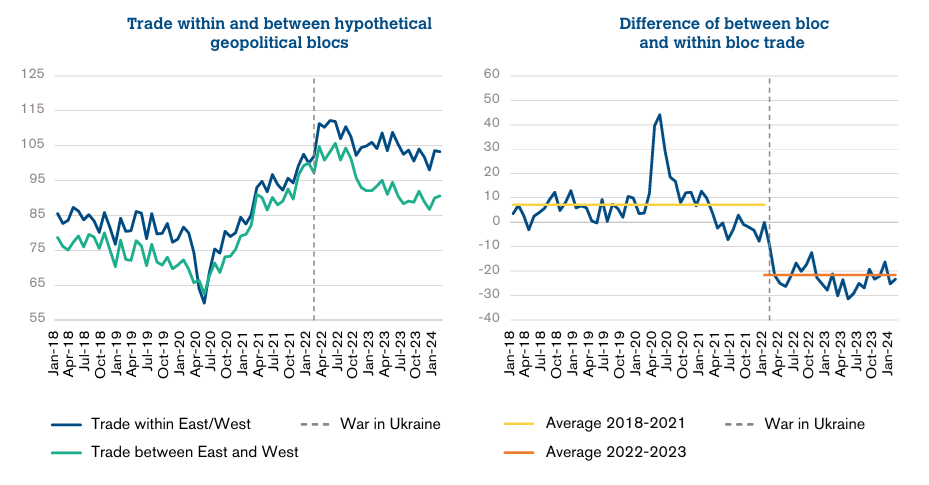 Trade within and between hypothetical
geopolitical blocs
125
115
105
95
85
75
65
55
Jan-18
Apr-18
Jul-18
Oct-18
Jan-19
Apr-19
Jul-19
Oct-19
Jan-20
Apr-20
Jul-20
Oct-20
Jan-21
Apr-21
Jul-21
Oct-21
Jan-22
Apr-22
Jul-22
Oct-22
Jan-23
Apr-23
Jul-23
Oct-23
Jan-24
Trade within East/West
War in Ukraine
Trade between East and West
Difference of between bloc
and within bloc trade
60
50
40
30
20
10
0
-10
-20
-30
-40
Jan-18
Apr-18
Jul-18
Oct-18
Jan-19
Apr-19
Jul-19
Oct-19
Jan-20
Apr-20
Jul-20
Oct-20
Jan-21
Apr-21
Jul-21
Oct-21
Jan-22
Apr-22
Jul-22
Oct-22
Jan-23
Apr-23
Jul-23
Oct-23
Jan-24
Average 2018-2021
War in Ukraine
Average 2022-2023